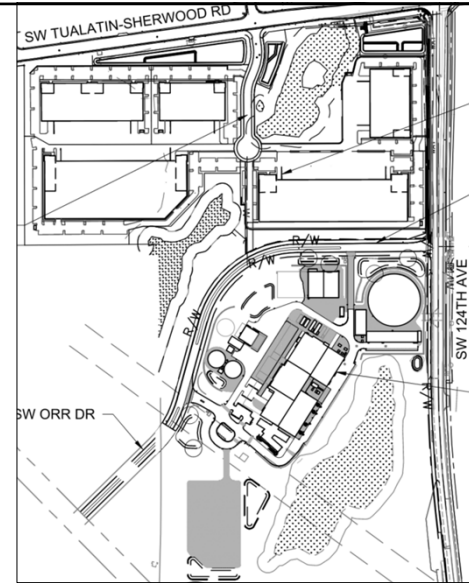 SW TUALATIN-SHERWOOD RD
R/W
R/W
R/W
SW 124TH AVE
R/W
SW ORR DR